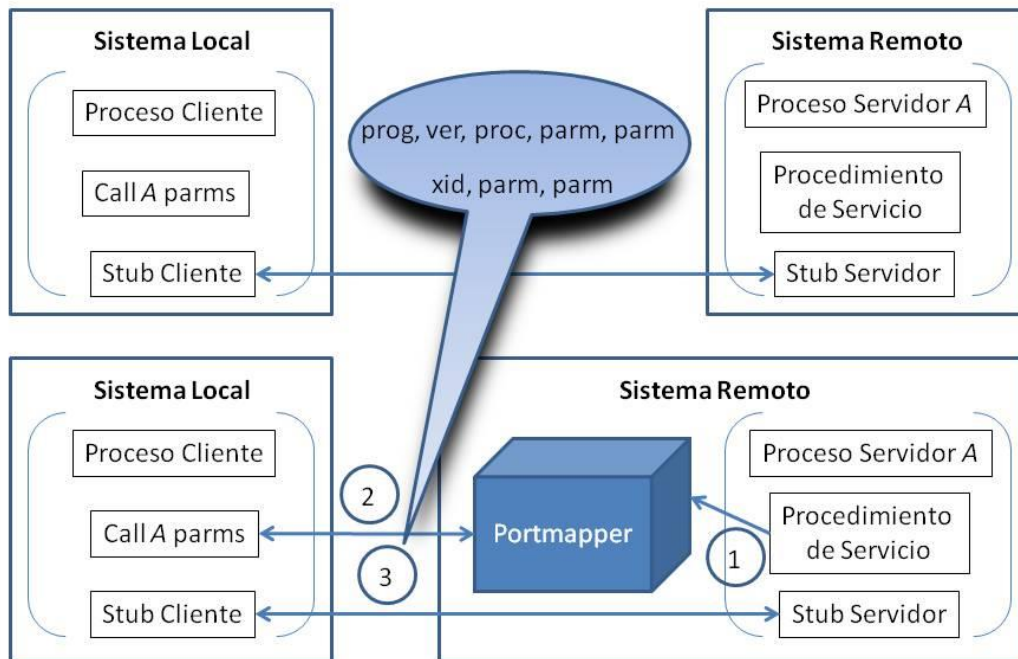 Sistema Local
Proceso Cliente
Call A parms
Stub Cliente
prog, ver, proc, parm, parm
xid, parm, parm
Sistema Remoto
Proceso Servidor A
Procedimiento
de Servicio
Stub Servidor
Sistema Local
Proceso Cliente
Call A parms
Stub Cliente
2
3
Sistema Remoto
Portmapper
1
Proceso Servidor A
Procedimiento
de Servicio
Stub Servidor